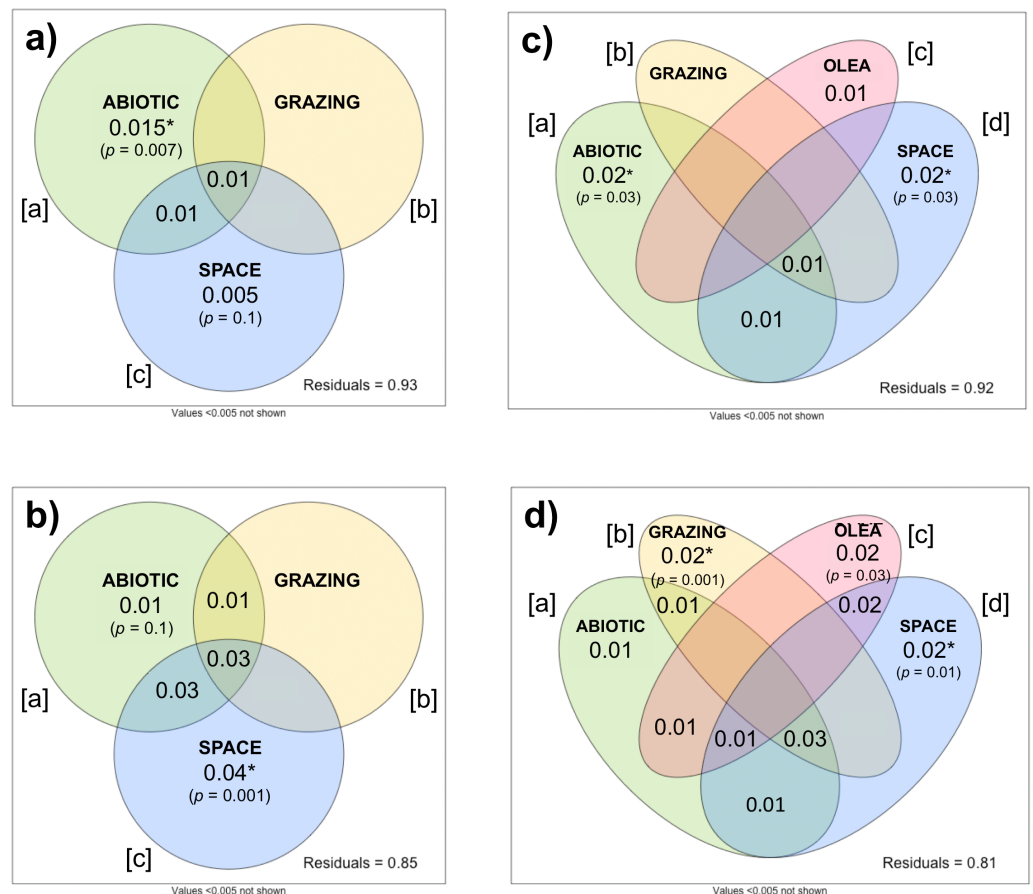 a)
ABIOTIC
0.015*
(p = 0.007)
GRAZING
0.01
0.01
[a]
[b]
SPACE
0.005
(p = 0.1)
[c]
Residuals = 0.93
Values <0.005 not shown
c)
[b]
GRAZING
OLEA
0.01
[c]
[a]
[d]
ABIOTIC
0.02*
(p = 0.03)
SPACE
0.02*
(p = 0.03)
0.01
0.01
Residuals = 0.92
Values <0.005 not shown
b)
ABIOTIC
0.01
(p = 0.1)
0.01
GRAZING
0.03
0.03
[a]
[b]
SPACE
0.04*
(p = 0.001)
[c]
Residuals = 0.85
Values <0.005 not shown
d)
[b]
GRAZING
0.02*
(p = 0.001)
0.01
OLEA
0.02
(p = 0.03)
0.02
[c]
[a]
[d]
ABIOTIC
0.01
SPACE
0.02*
(p = 0.01)
0.01
0.01
0.03
0.01
Residuals = 0.81
Values <0.005 not shown